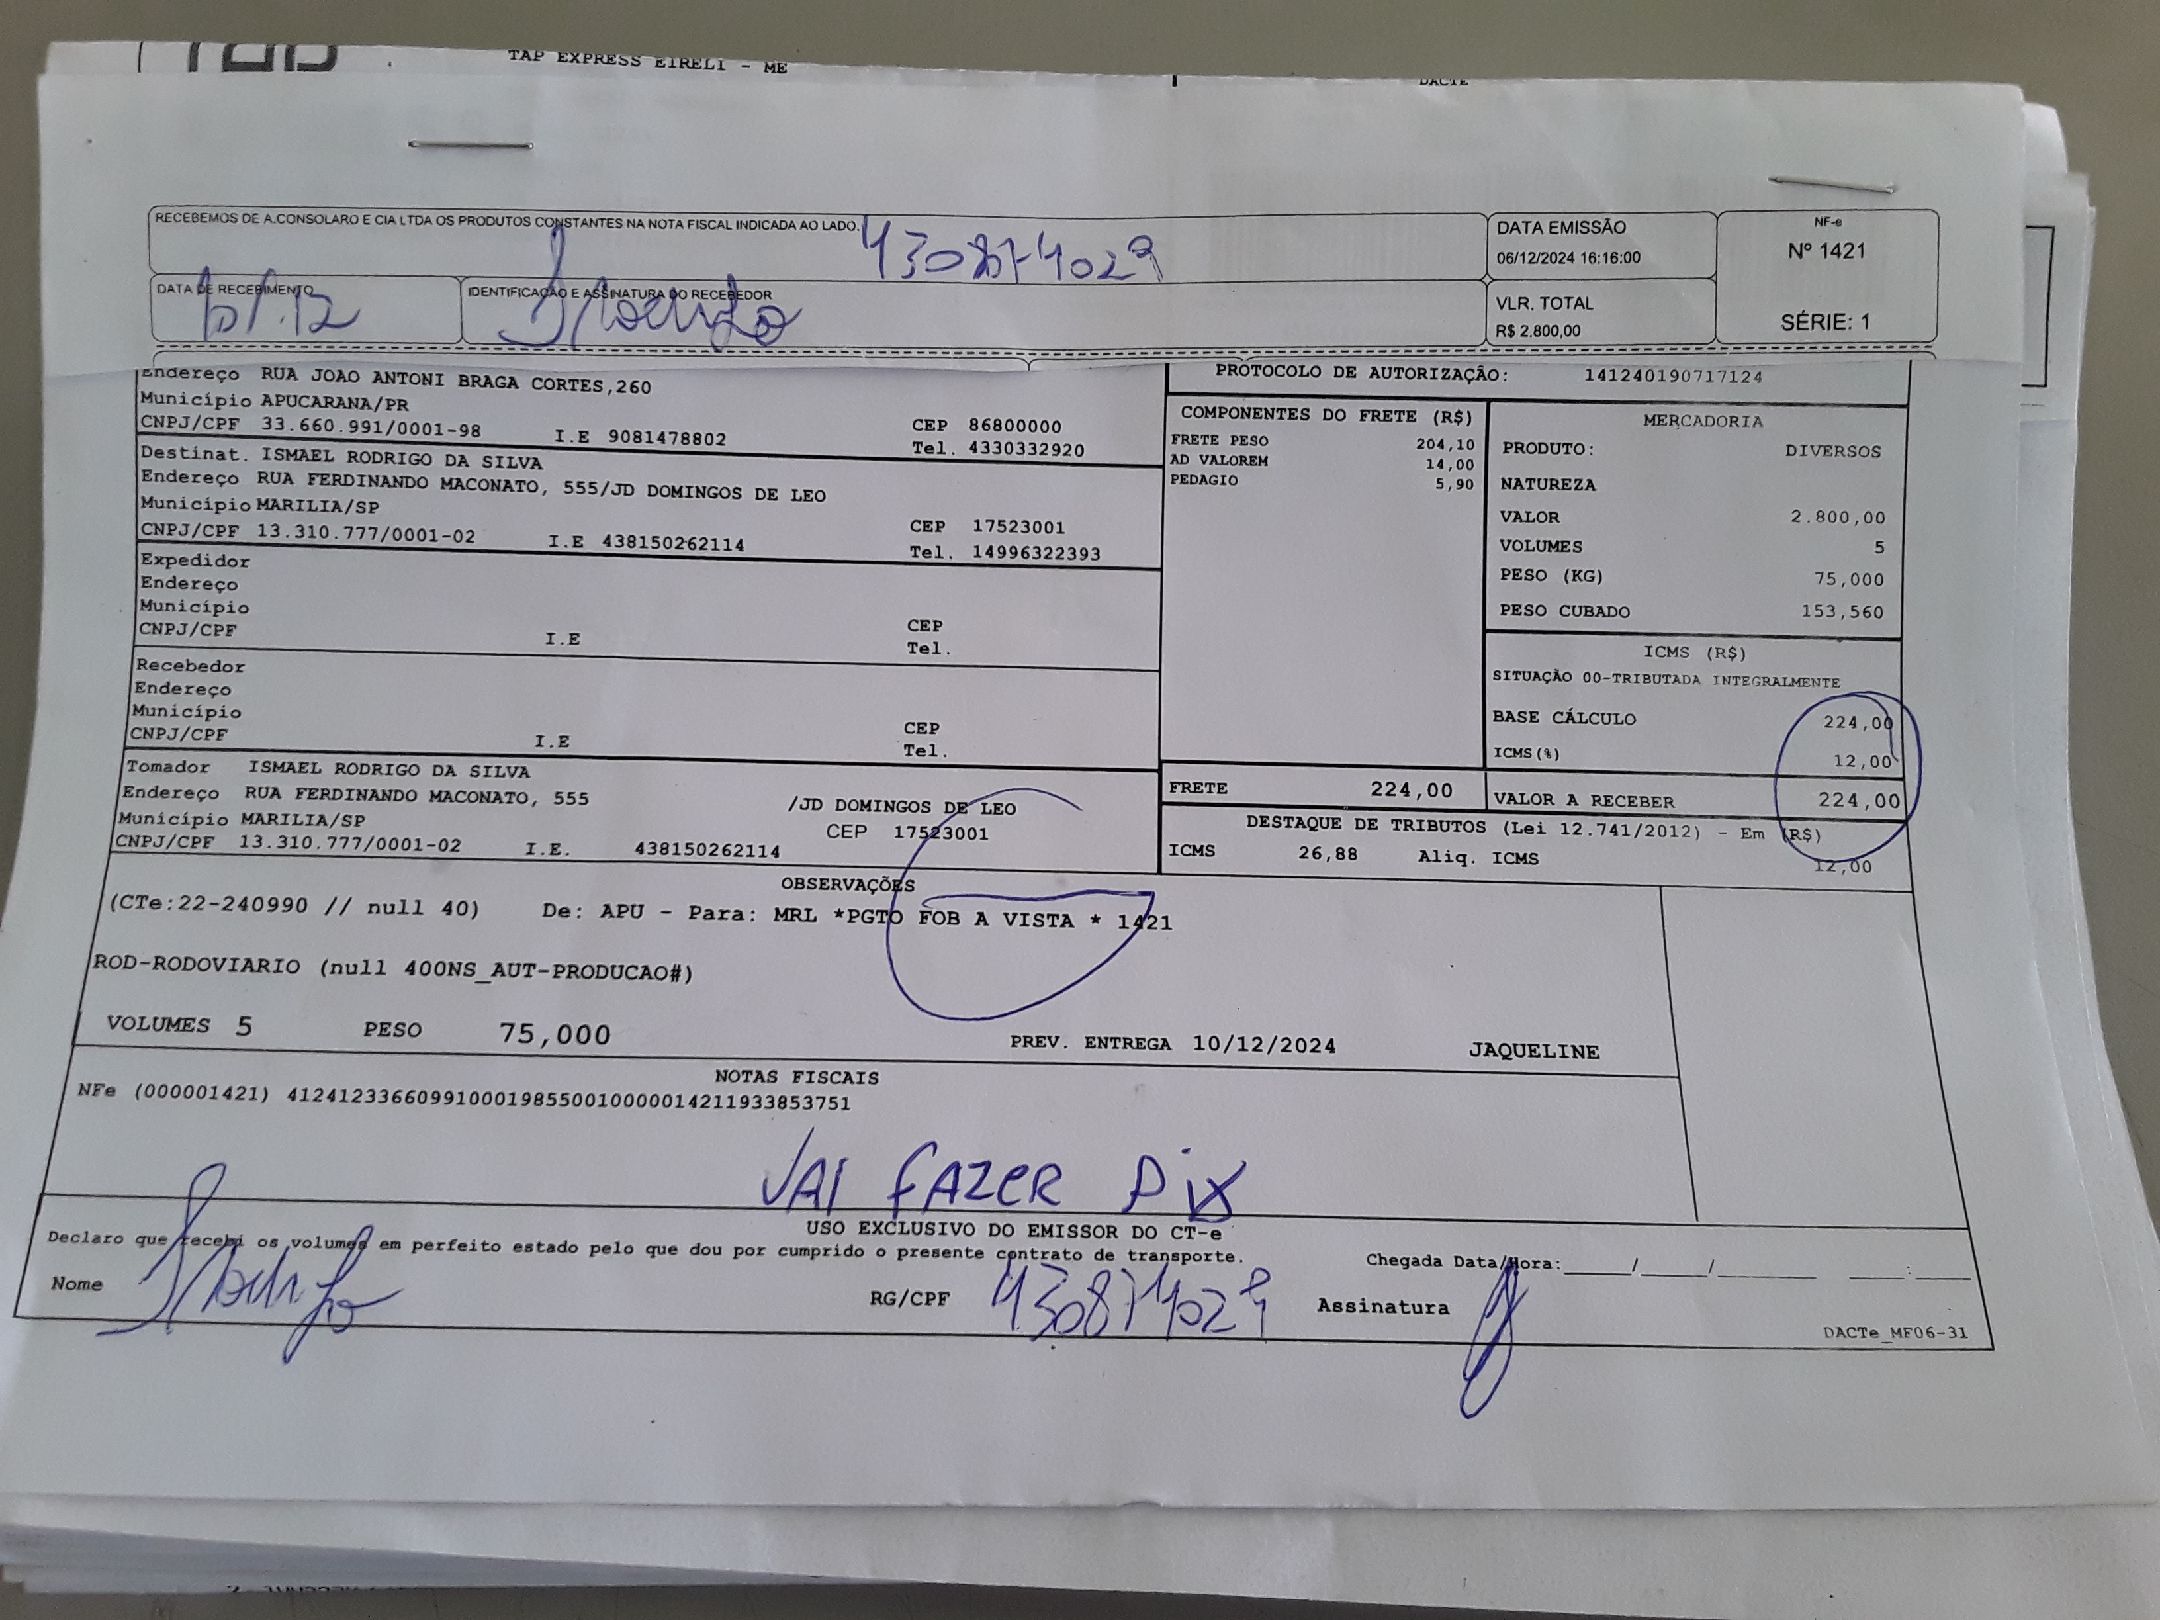 TAP EXPRESS EIRELI - ME
DACTE
RECEBEMOS DE A.CONSOLARO E CIA LTDA OS PRODUTOS CONSTANTES NA NOTA FISCAL INDICADA AO LADO.
430874029
DATA EMISSÃO
06/12/2024 16:16:00
NF-e
Nº 1421
SÉRIE: 1
DATA DE RECEBIMENTO
IDENTIFICAÇÃO E ASSINATURA DO RECEBEDOR
VLR. TOTAL
R$ 2.800,00
Endereço RUA JOAO ANTONI BRAGA CORTES,260
Município APUCARANA/PR
CNPJ/CPF 33.660.991/0001-98 I.E 9081478802
CEP 86800000
Tel. 4330332920
Destinat. ISMAEL RODRIGO DA SILVA
Endereço RUA FERDINANDO MACONATO, 555/JD DOMINGOS DE LEO
Município MARILIA/SP
CNPJ/CPF 13.310.777/0001-02 I.E 438150262114
CEP 17523001
Tel. 14996322393
Expedidor
Endereço
Município
CNPJ/CPF I.E
CEP
Tel.
Recebedor
Endereço
Município
CNPJ/CPF I.E
CEP
Tel.
Tomador ISMAEL RODRIGO DA SILVA
Endereço RUA FERDINANDO MACONATO, 555 /JD DOMINGOS DE LEO
Município MARILIA/SP CEP 17523001
CNPJ/CPF 13.310.777/0001-02 I.E. 438150262114
PROTOCOLO DE AUTORIZAÇÃO: 141240190717124
COMPONENTES DO FRETE (R$)
FRETE PESO 204,10
AD VALOREM 14,00
PEDAGIO 5,90
MERCADORIA
PRODUTO: DIVERSOS
NATUREZA
VALOR 2.800,00
VOLUMES 5
PESO (KG) 75,000
PESO CUBADO 153,560
ICMS (R$)
SITUAÇÃO 00-TRIBUTADA INTEGRALMENTE
BASE CÁLCULO 224,00
ICMS(%) 12,00
FRETE 224,00
VALOR A RECEBER 224,00
DESTAQUE DE TRIBUTOS (Lei 12.741/2012) - Em (R$)
ICMS 26,88 Aliq. ICMS 12,00
OBSERVAÇÕES
(CTe:22-240990 // null 40) De: APU - Para: MRL *PGTO FOB A VISTA * 1421
ROD-RODOVIARIO (null 400NS_AUT-PRODUCAO#)
VOLUMES 5 PESO 75,000 PREV. ENTREGA 10/12/2024 JAQUELINE
NOTAS FISCAIS
NFe (000001421) 41241233660991000198550010000014211933853751
VAI FAZER PIX
USO EXCLUSIVO DO EMISSOR DO CT-e
Declaro que recebi os volumes em perfeito estado pelo que dou por cumprido o presente contrato de transporte.
Chegada Data/Hora:_____/_____/________ ____:____
Nome RG/CPF 430874029 Assinatura
DACTe_MF06-31